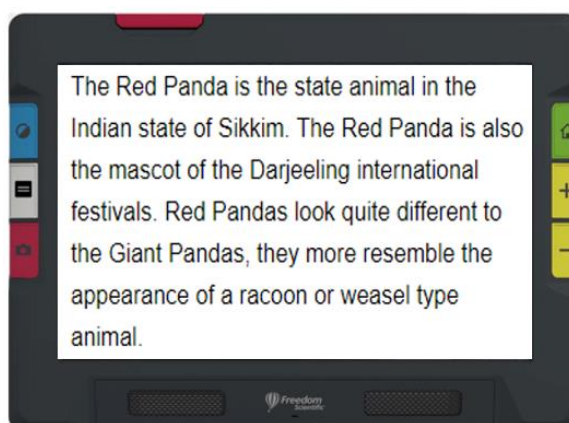 The Red Panda is the state animal in the
Indian state of Sikkim. The Red Panda is also
the mascot of the Darjeeling international
festivals. Red Pandas look quite different to
the Giant Pandas, they more resemble the
appearance of a racoon or weasel type
animal.
Freedom
Scientific